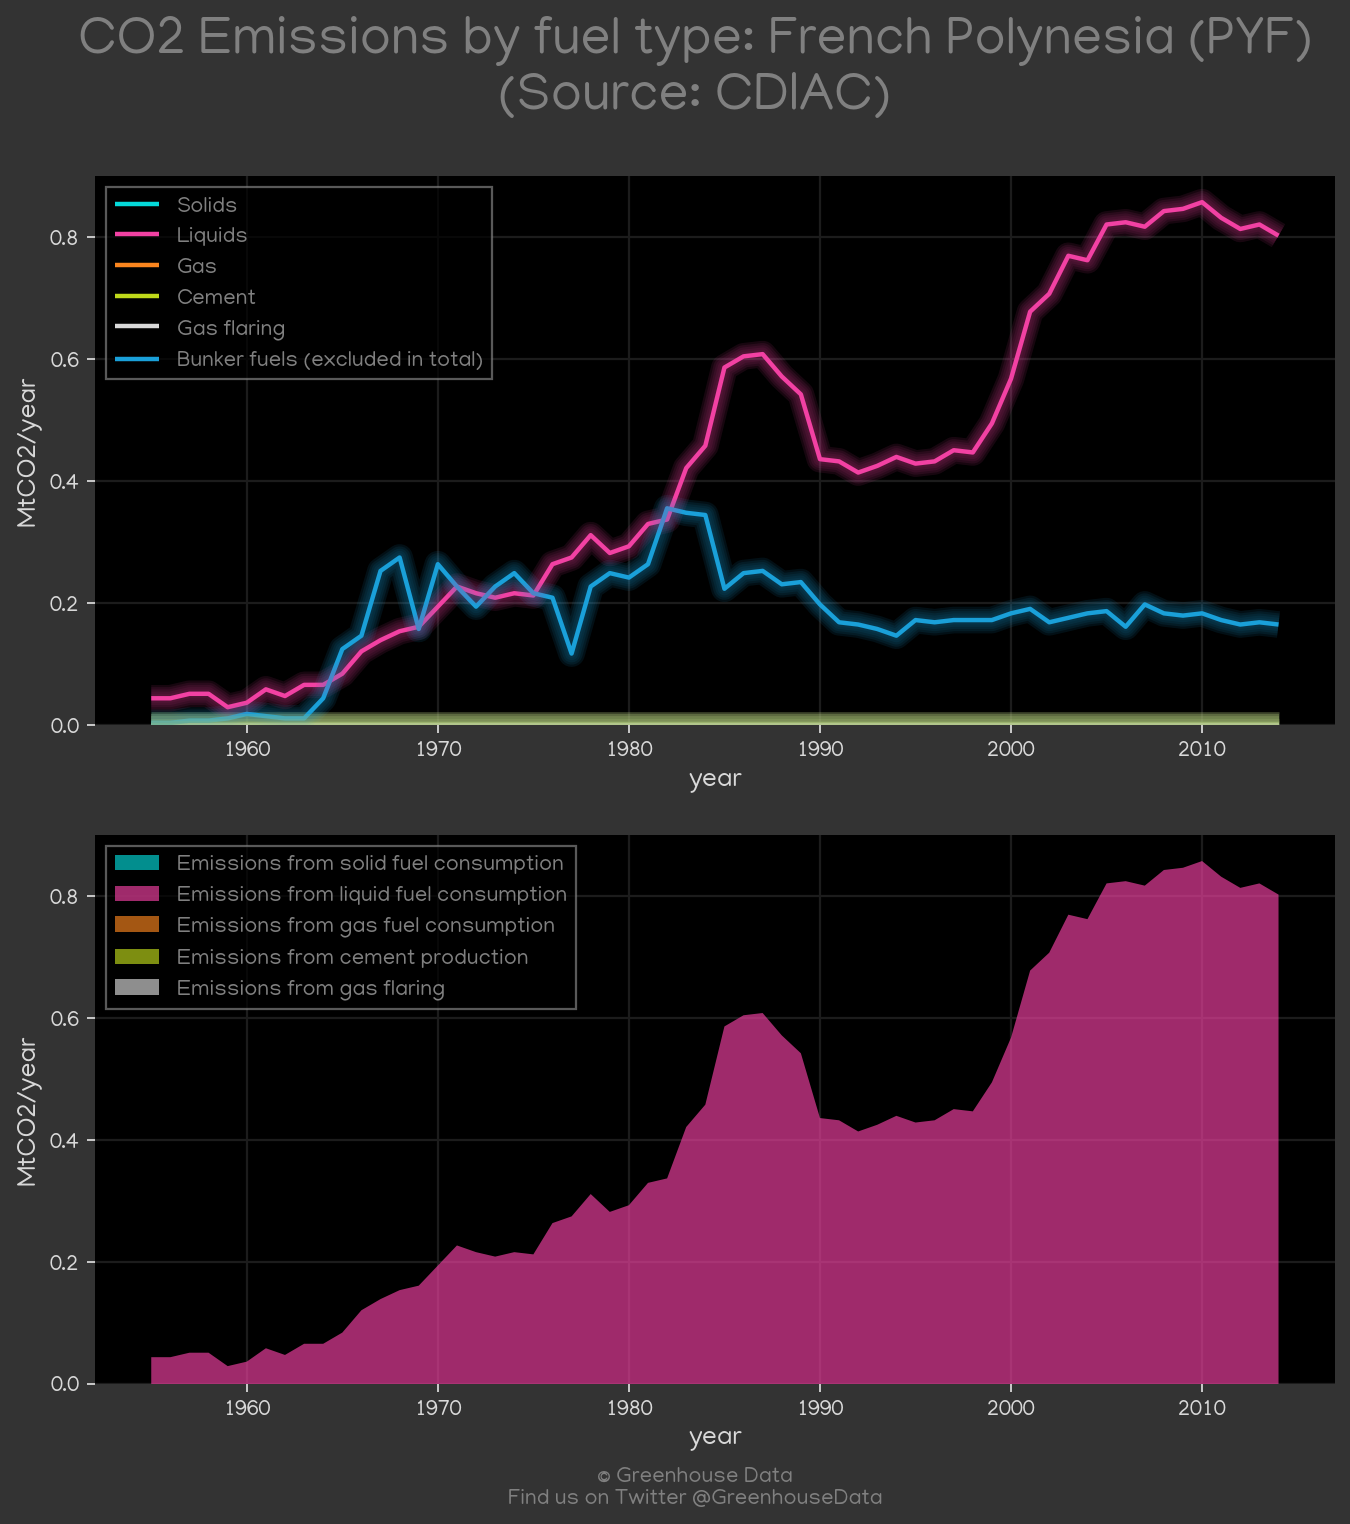 CO2 Emissions by fuel type: French Polynesia (PYF)
(Source: CDIAC)
Solids
Liquids
Gas
Cement
Gas flaring
Bunker fuels (excluded in total)
MtCO2/year
0.8
0.6
0.4
0.2
0.0
1960 1970 1980 1990 2000 2010
year
Emissions from solid fuel consumption
Emissions from liquid fuel consumption
Emissions from gas fuel consumption
Emissions from cement production
Emissions from gas flaring
MtCO2/year
0.8
0.6
0.4
0.2
0.0
1960 1970 1980 1990 2000 2010
year
© Greenhouse Data
Find us on Twitter @GreenhouseData